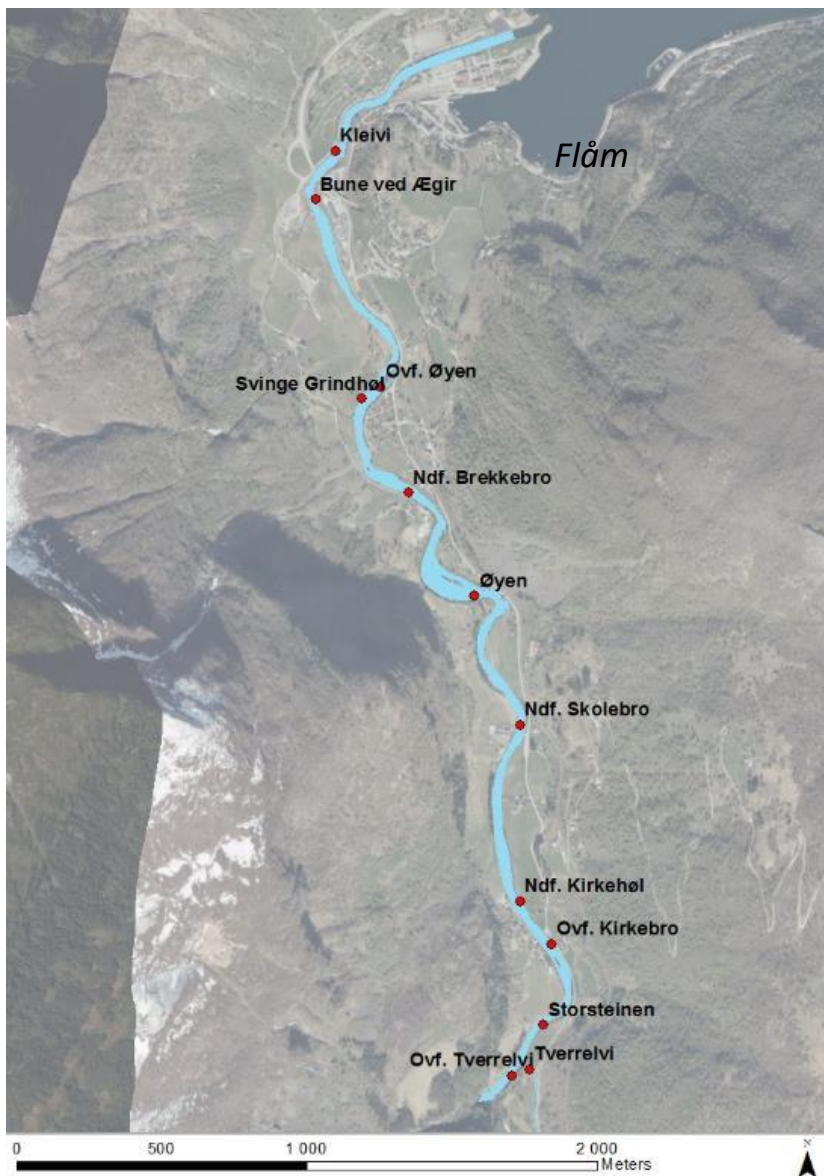 Kleivi
Flåm
Bune ved Ægir
Ovf. Øyen
Svinge Grindhøl
Ndf. Brekkebro
Øyen
Ndf. Skolebro
Ndf. Kirkehøl
Ovf. Kirkebro
Storsteinen
Tverrelvi
Ovf. Tverrelvi
0 500 1 000 2 000
Meters
N